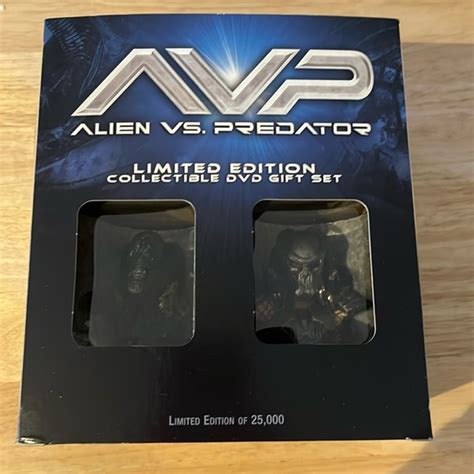 AVP
ALIEN VS. PREDATOR
LIMITED EDITION
COLLECTIBLE DVD GIFT SET
LIMITED EDITION OF 25,000